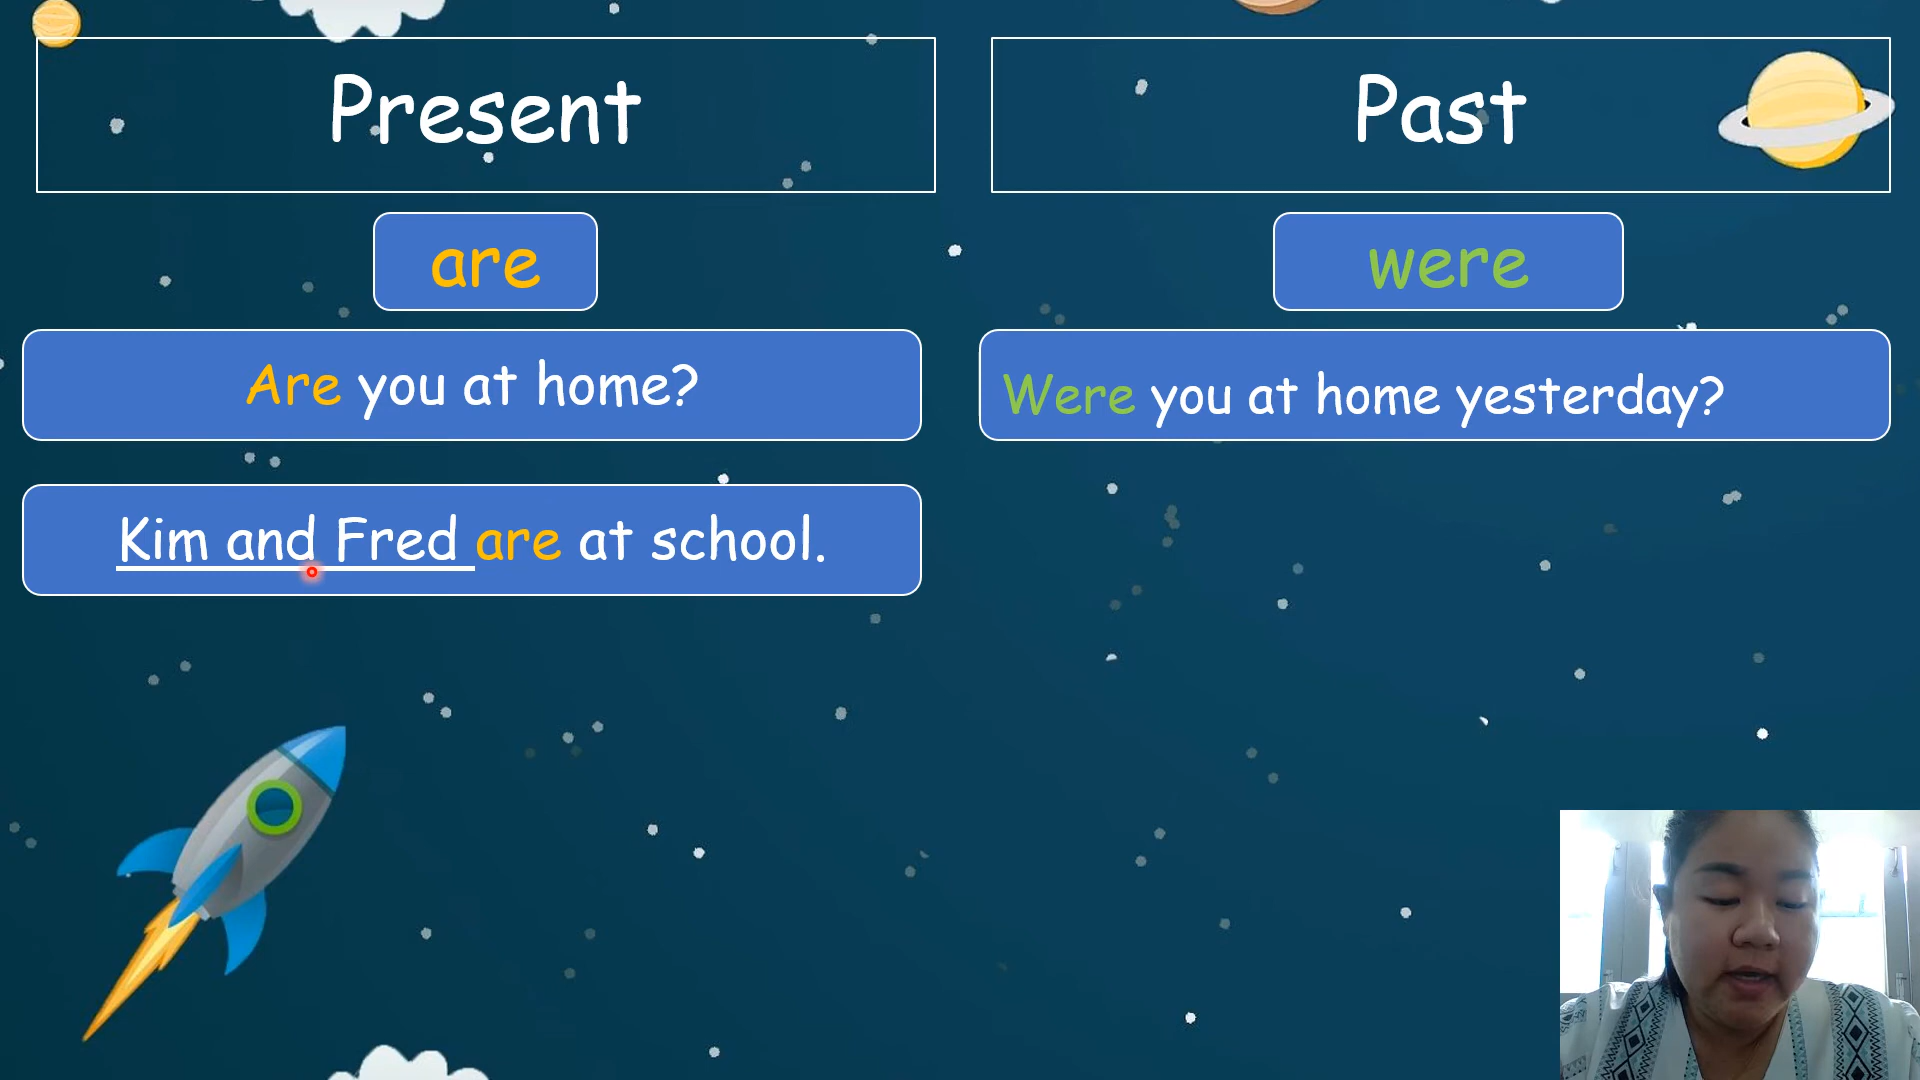 Present
Past
are
were
Are you at home?
Were you at home yesterday?
Kim and Fred are at school.